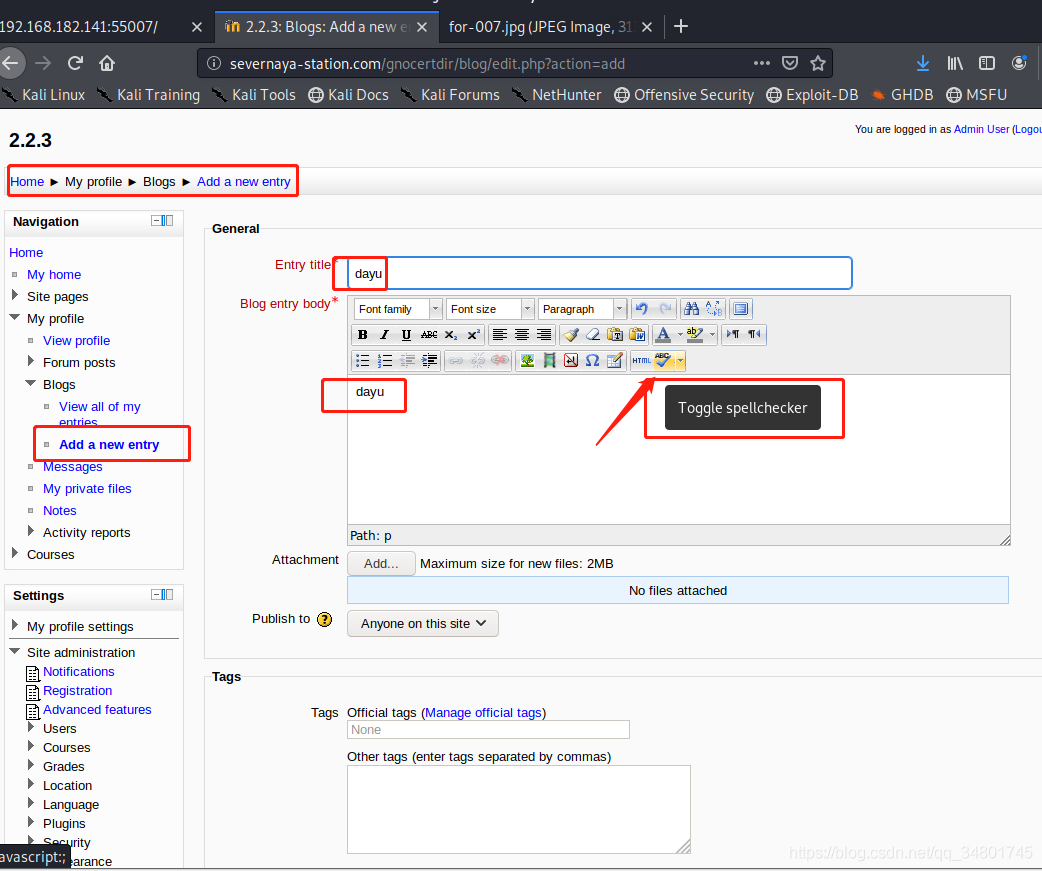 192.168.182.141:55007/
2.2.3: Blogs: Add a new e
for-007.jpg (JPEG Image, 31
severnaya-station.com/gnocertdir/blog/edit.php?action=add
Kali Linux Kali Training Kali Tools Kali Docs Kali Forums NetHunter Offensive Security Exploit-DB GHDB MSFU
2.2.3
You are logged in as Admin User (Logou
Home ► My profile ► Blogs ► Add a new entry
Navigation
Home
My home
Site pages
My profile
View profile
Forum posts
Blogs
View all of my
entries
Add a new entry
Messages
My private files
Notes
Activity reports
Courses
Settings
My profile settings
Site administration
Notifications
Registration
Advanced features
Users
Courses
Grades
Location
Language
Plugins
Security
earance
avascript:;
General
Entry title*
dayu
Blog entry body*
Font family Font size Paragraph
B I U ABC X₂ X²
HTML ABC
dayu
Toggle spellchecker
Path: p
Attachment
Add... Maximum size for new files: 2MB
No files attached
Publish to
Anyone on this site
Tags
Tags Official tags (Manage official tags)
None
Other tags (enter tags separated by commas)
https://blog.csdn.net/qq_34801745